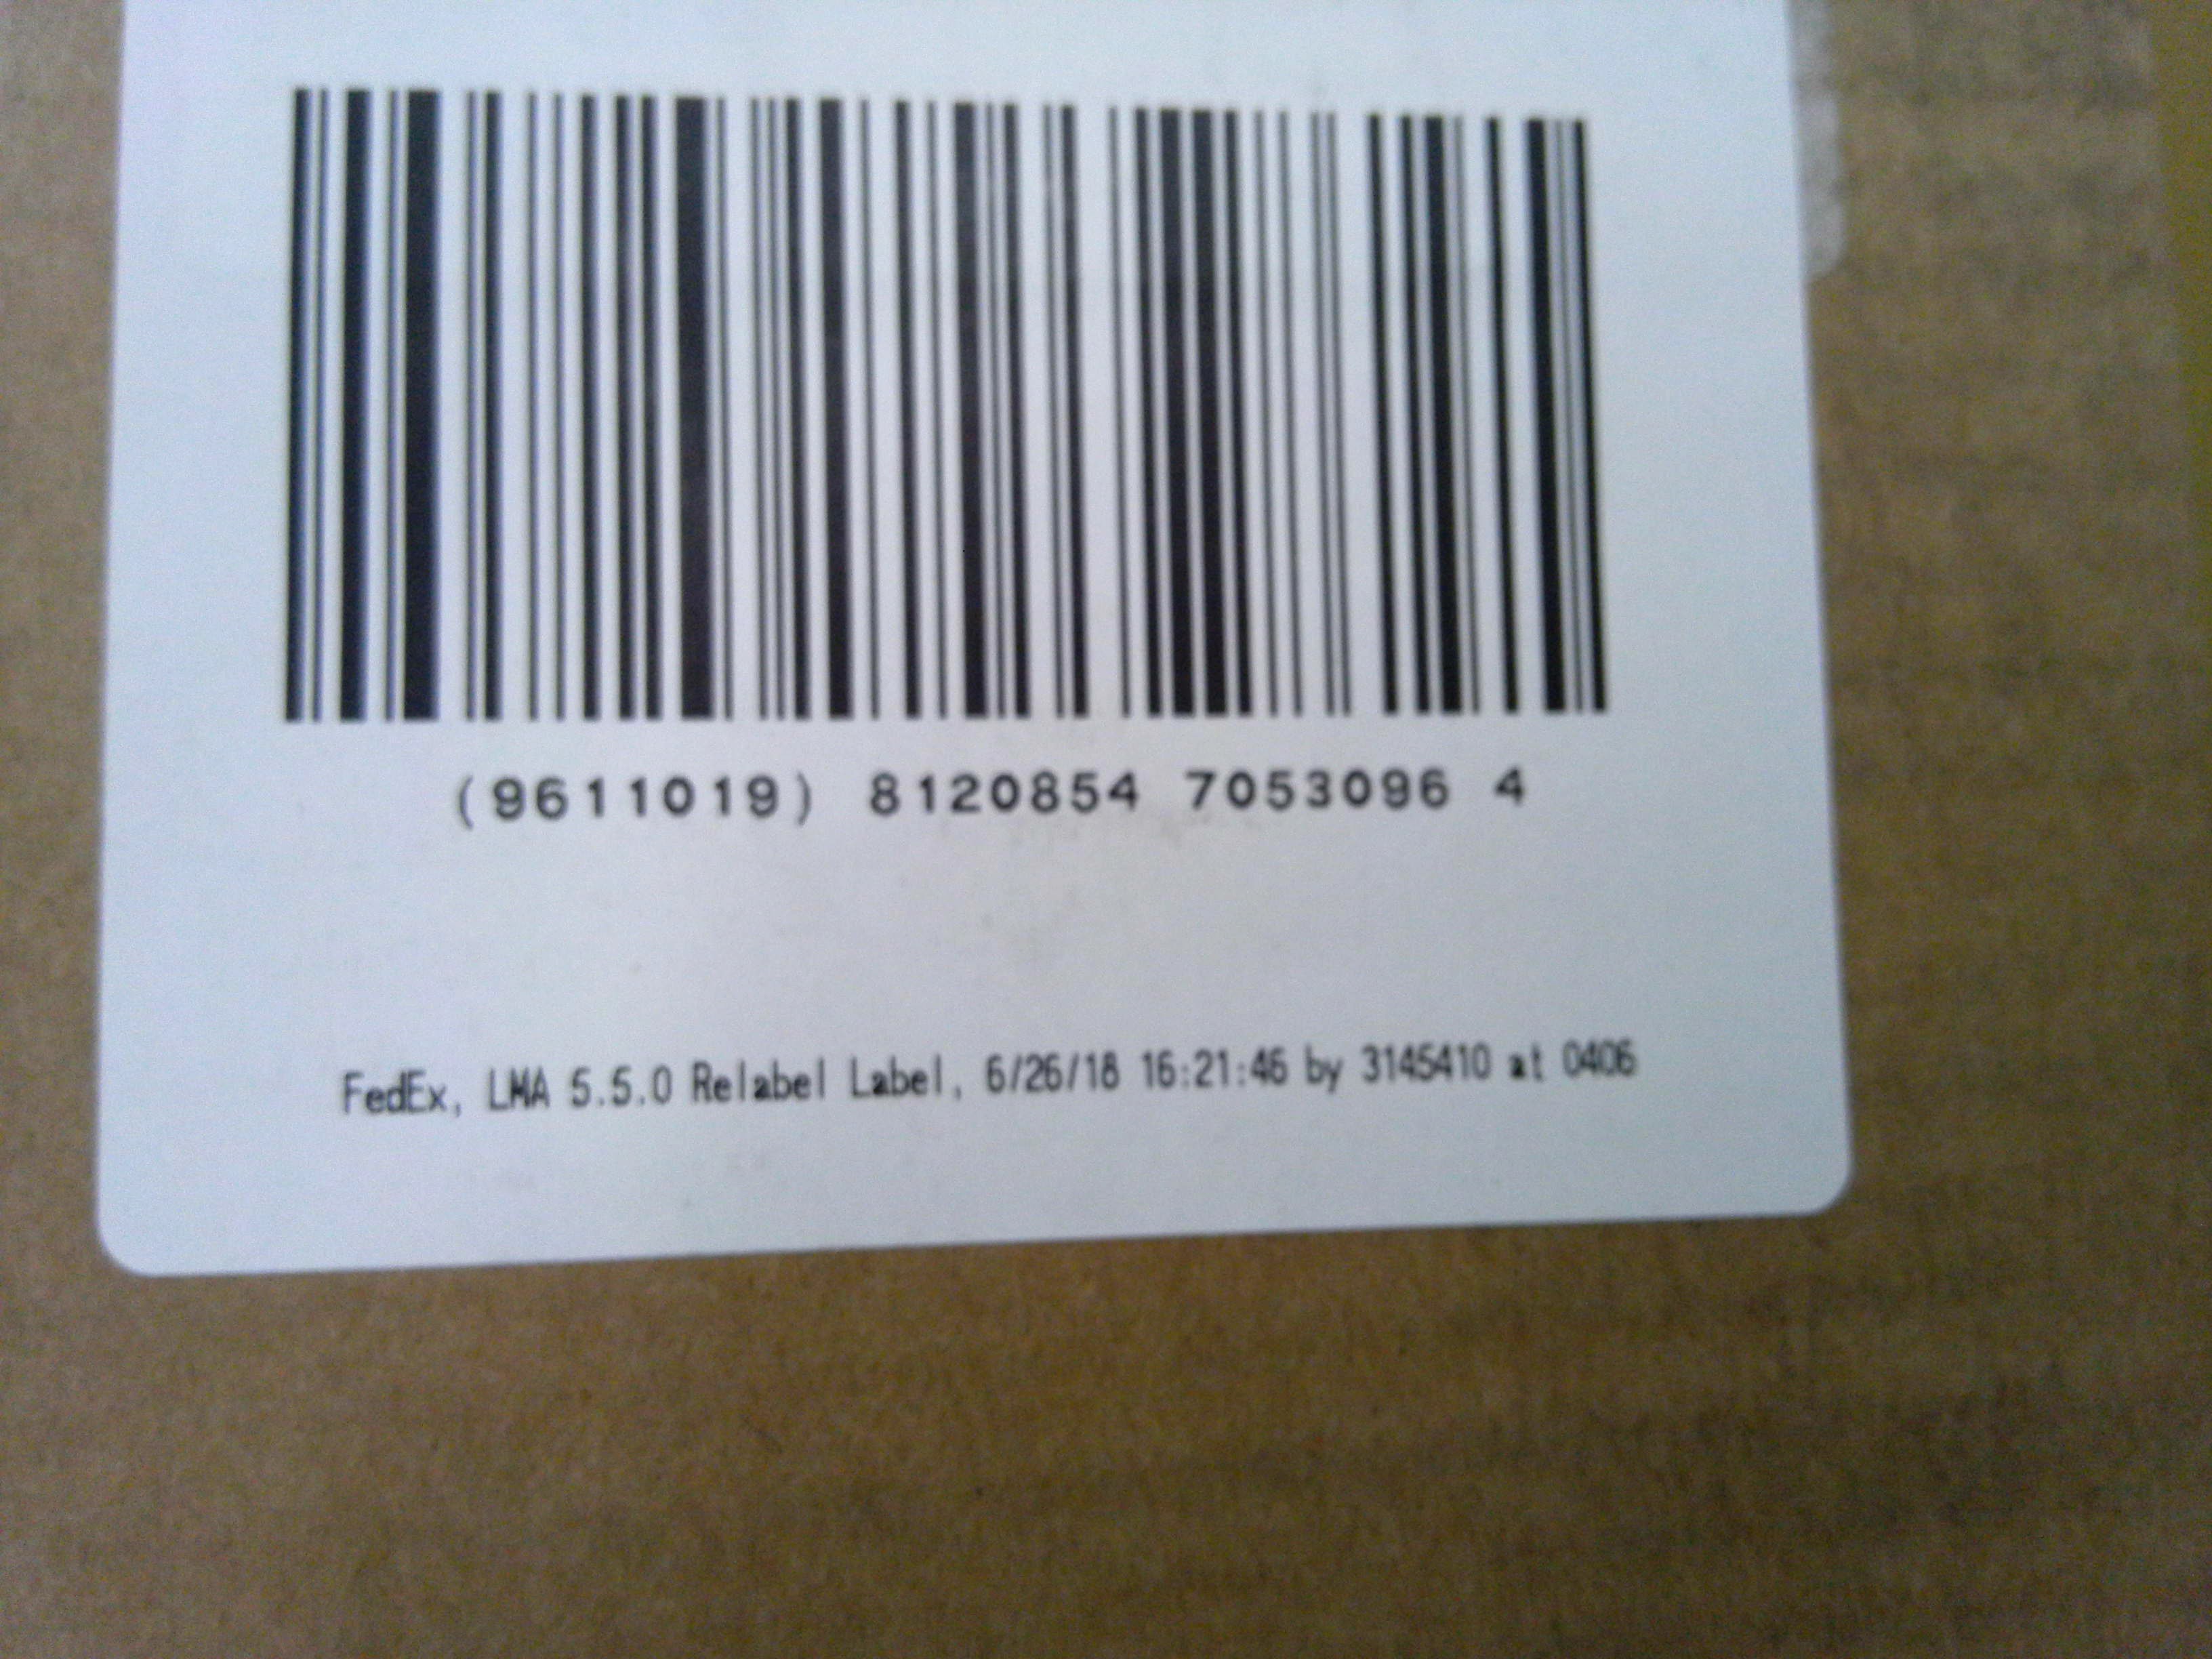 (9611019) 8120854 7053096 4
FedEx, LMA 5.5.0 Relabel Label, 6/26/18 16:21:46 by 3145410 at 0406